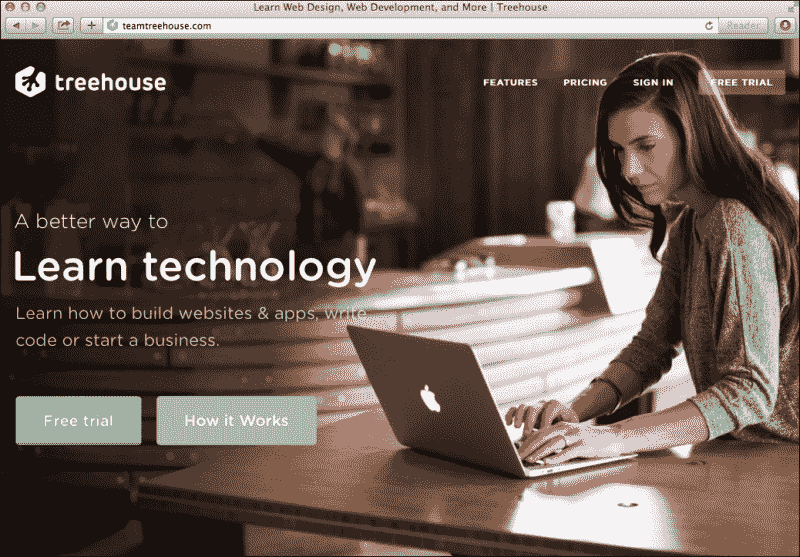 Learn Web Design, Web Development, and More | Treehouse
teamtreehouse.com
Reader
treehouse
FEATURES PRICING SIGN IN FREE TRIAL
A better way to
Learn technology
Learn how to build websites & apps, write
code or start a business.
Free trial How it Works